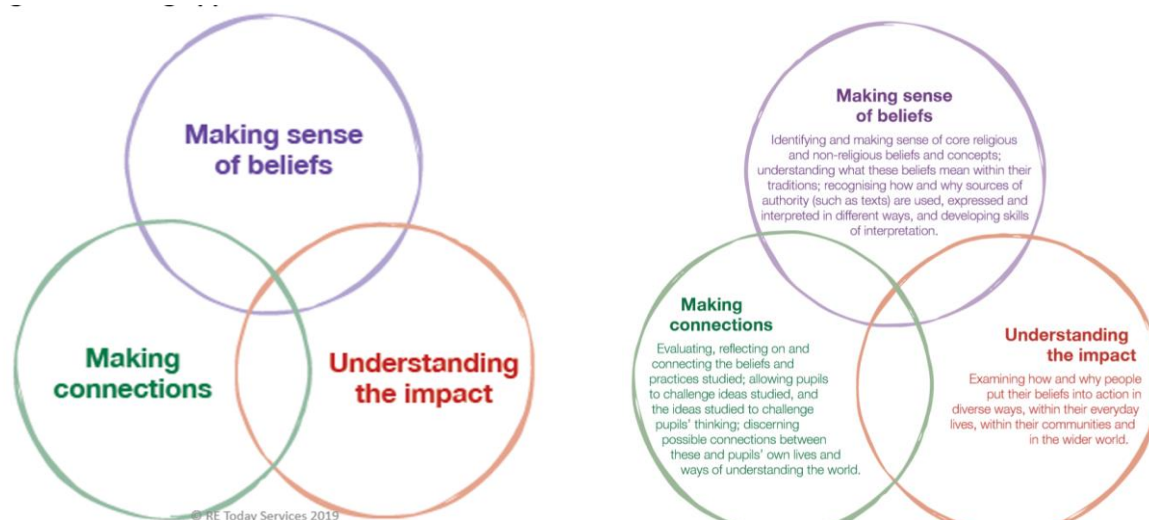 Making sense
of beliefs
Making
connections
Understanding
the impact
© RE Today Services 2019
Making sense
of beliefs
Identifying and making sense of core religious
and non-religious beliefs and concepts;
understanding what these beliefs mean within their
traditions; recognising how and why sources of
authority (such as texts) are used, expressed and
interpreted in different ways, and developing skills
of interpretation.
Making
connections
Evaluating, reflecting on and
connecting the beliefs and
practices studied; allowing pupils
to challenge ideas studied, and
the ideas studied to challenge
pupils' thinking; discerning
possible connections between
these and pupils' own lives and
ways of understanding the world.
Understanding
the impact
Examining how and why people
put their beliefs into action in
diverse ways, within their everyday
lives, within their communities and
in the wider world.